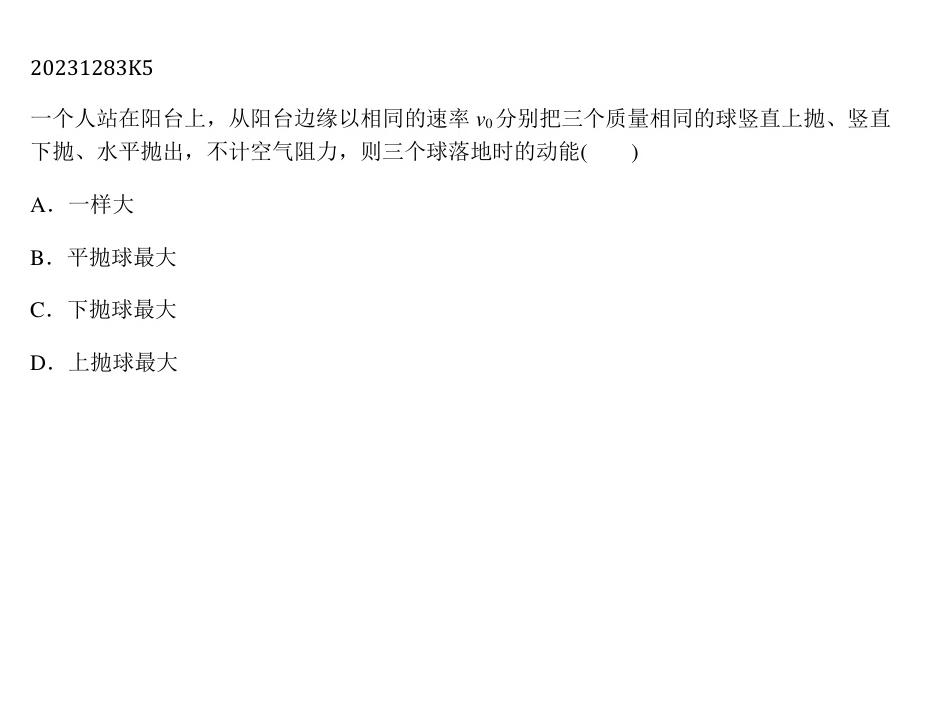 20231283K5
一个人站在阳台上，从阳台边缘以相同的速率 v₀分别把三个质量相同的球竖直上抛、竖直
下抛、水平抛出，不计空气阻力，则三个球落地时的动能(　　)
A．一样大
B．平抛球最大
C．下抛球最大
D．上抛球最大